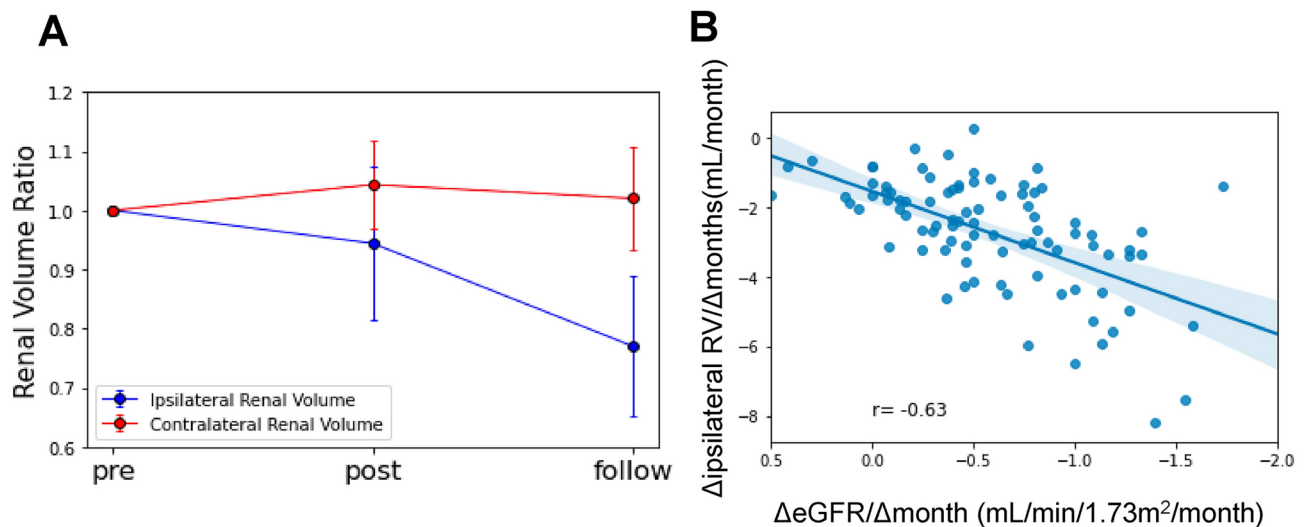 A
Renal Volume Ratio
1.2
1.1
1.0
0.9
0.8
0.7
0.6
Ipsilateral Renal Volume
Contralateral Renal Volume
pre
post
follow
B
Δipsilateral RV/Δmonths(mL/month)
0
−2
−4
−6
−8
r= -0.63
0.5
0.0
−0.5
−1.0
−1.5
−2.0
ΔeGFR/Δmonth (mL/min/1.73m²/month)